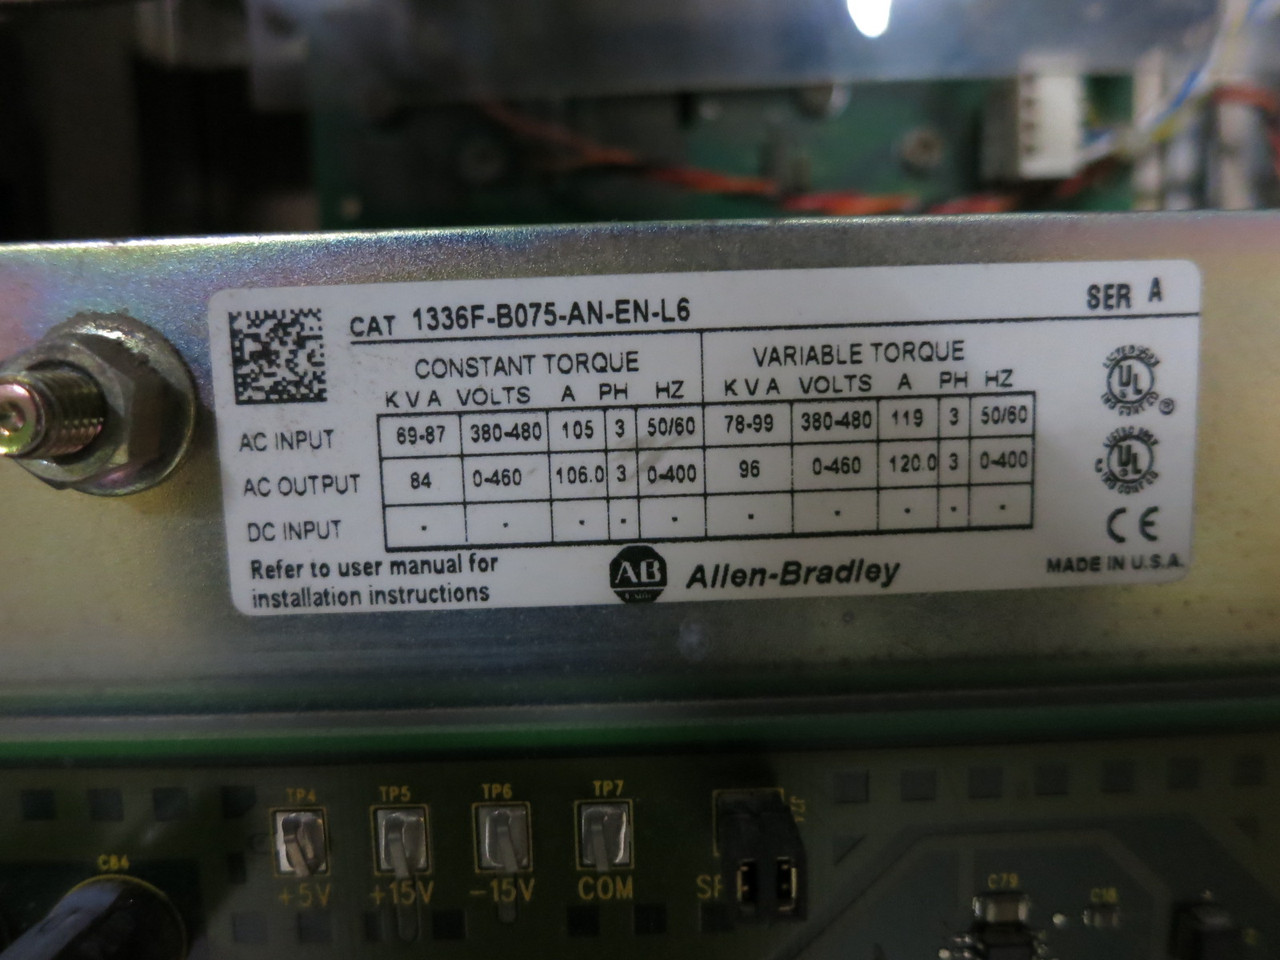 CAT 1336F-B075-AN-EN-L6
SER A
CONSTANT TORQUE VARIABLE TORQUE
KVA VOLTS A PH HZ KVA VOLTS A PH HZ
AC INPUT 69-87 380-480 105 3 50/60 78-99 380-480 119 3 50/60
AC OUTPUT 84 0-460 106.0 3 0-400 96 0-460 120.0 3 0-400
DC INPUT - - - - - - - - - -
Refer to user manual for
installation instructions
AB
Allen-Bradley
UL
®
UL
CE
MADE IN U.S.A.
TP4 TP5 TP6 TP7
+5V +15V -15V COM
C84
C79